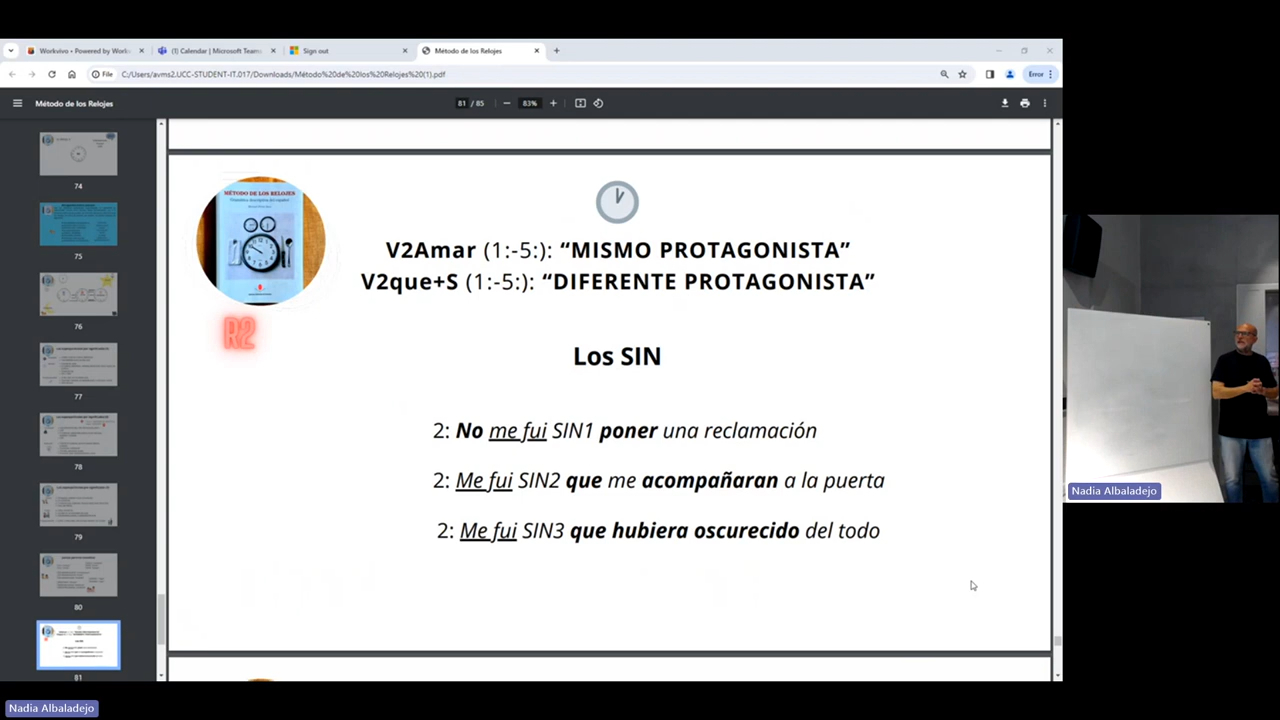 Workvivo • Powered by Work
(1) Calendar | Microsoft Teams
Sign out
Método de los Relojes
File
C:/Users/avms2.UCC-STUDENT-IT.017/Downloads/Método%20de%20los%20Relojes%20(1).pdf
Error
Método de los Relojes
81 / 85
83%
74
75
76
77
78
79
80
81
MÉTODO DE LOS RELOJES
R2
V2Amar (1:-5:): “MISMO PROTAGONISTA”
V2que+S (1:-5:): “DIFERENTE PROTAGONISTA”
Los SIN
2: No me fui SIN1 poner una reclamación
2: Me fui SIN2 que me acompañaran a la puerta
2: Me fui SIN3 que hubiera oscurecido del todo
Nadia Albaladejo
Nadia Albaladejo